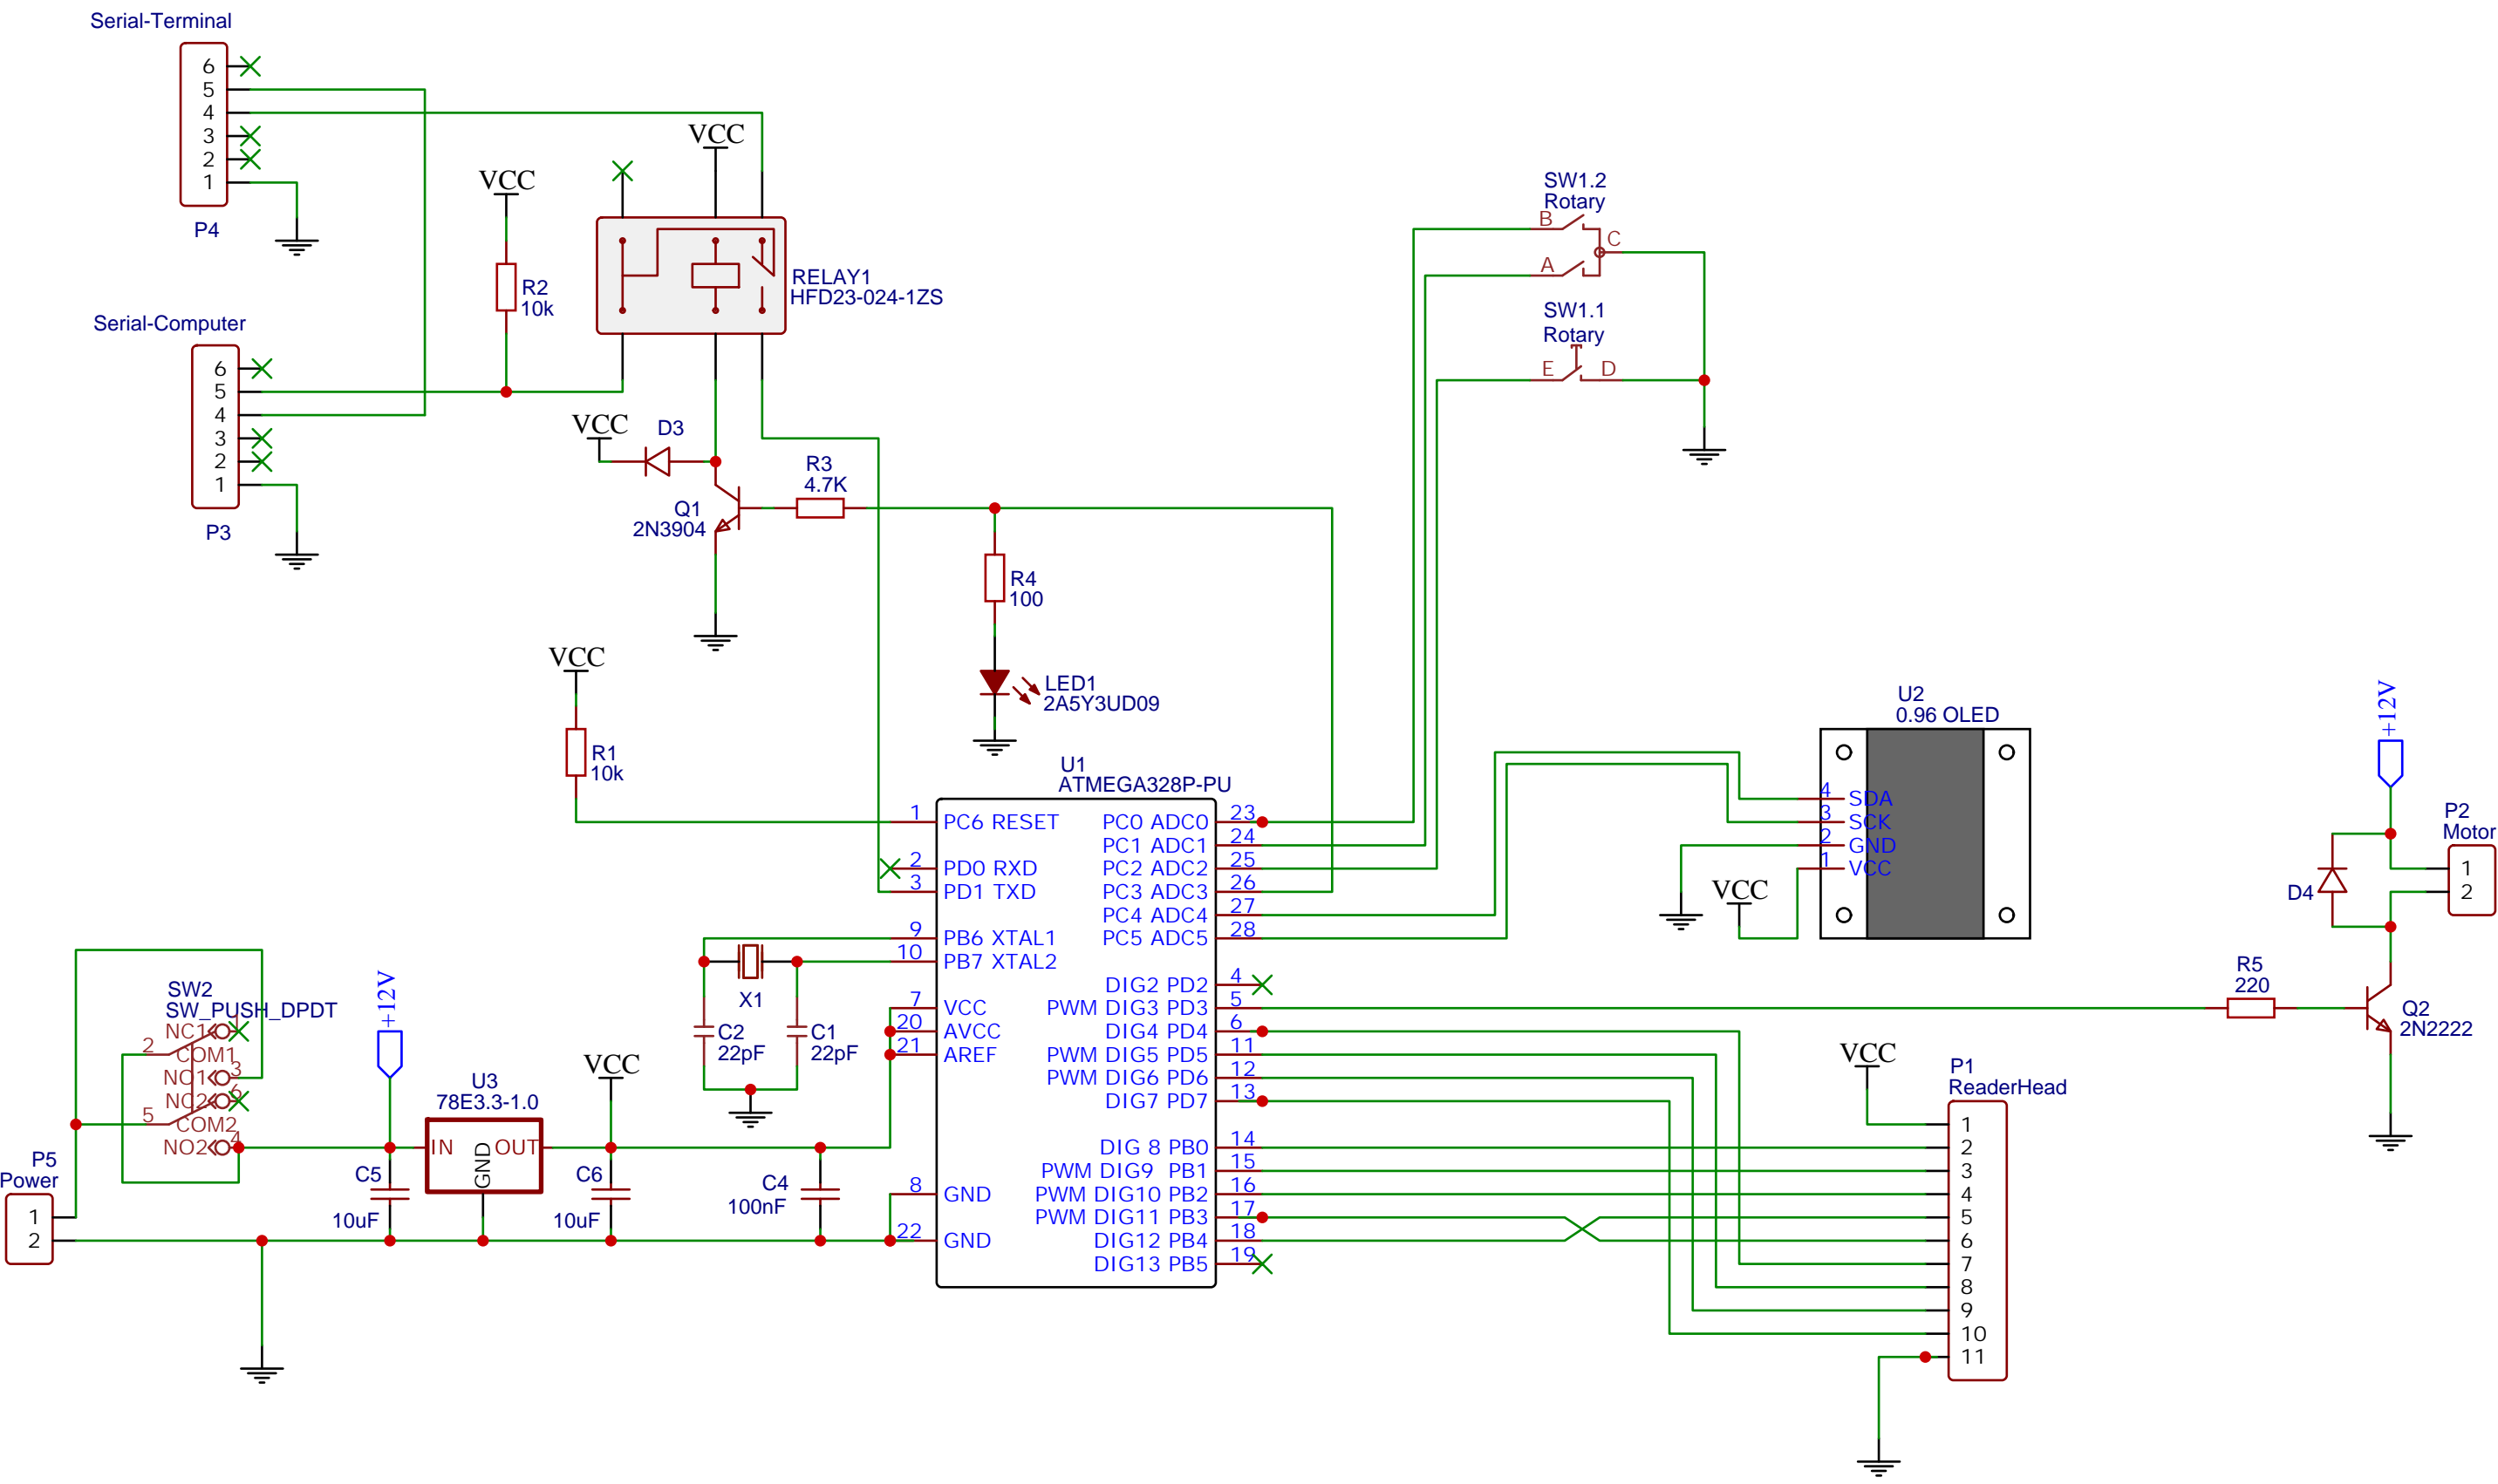 Serial-Terminal
6
5
4
3
2
1
P4
VCC
VCC
R2
10k
RELAY1
HFD23-024-1ZS
Serial-Computer
6
5
4
3
2
1
P3
VCC
D3
R3
4.7K
Q1
2N3904
R4
100
LED1
2A5Y3UD09
SW1.2
Rotary
B
C
A
SW1.1
Rotary
E D
VCC
R1
10k
U1
ATMEGA328P-PU
1 PC6 RESET
2 PD0 RXD
3 PD1 TXD
9 PB6 XTAL1
10 PB7 XTAL2
7 VCC
20 AVCC
21 AREF
8 GND
22 GND
PC0 ADC0 23
PC1 ADC1 24
PC2 ADC2 25
PC3 ADC3 26
PC4 ADC4 27
PC5 ADC5 28
DIG2 PD2 4
PWM DIG3 PD3 5
DIG4 PD4 6
PWM DIG5 PD5 11
PWM DIG6 PD6 12
DIG7 PD7 13
DIG 8 PB0 14
PWM DIG9 PB1 15
PWM DIG10 PB2 16
PWM DIG11 PB3 17
DIG12 PB4 18
DIG13 PB5 19
X1
C2
22pF
C1
22pF
U2
0.96 OLED
4 SDA
3 SCK
2 GND
1 VCC
VCC
+12V
P2
Motor
1
2
D4
R5
220
Q2
2N2222
VCC
P1
ReaderHead
1
2
3
4
5
6
7
8
9
10
11
SW2
SW_PUSH_DPDT
NC1 1
2 COM1
NO1 3
NC2 6
5 COM2
NO2 4
+12V
P5
Power
1
2
C5
10uF
U3
78E3.3-1.0
IN OUT
GND
VCC
C6
10uF
C4
100nF